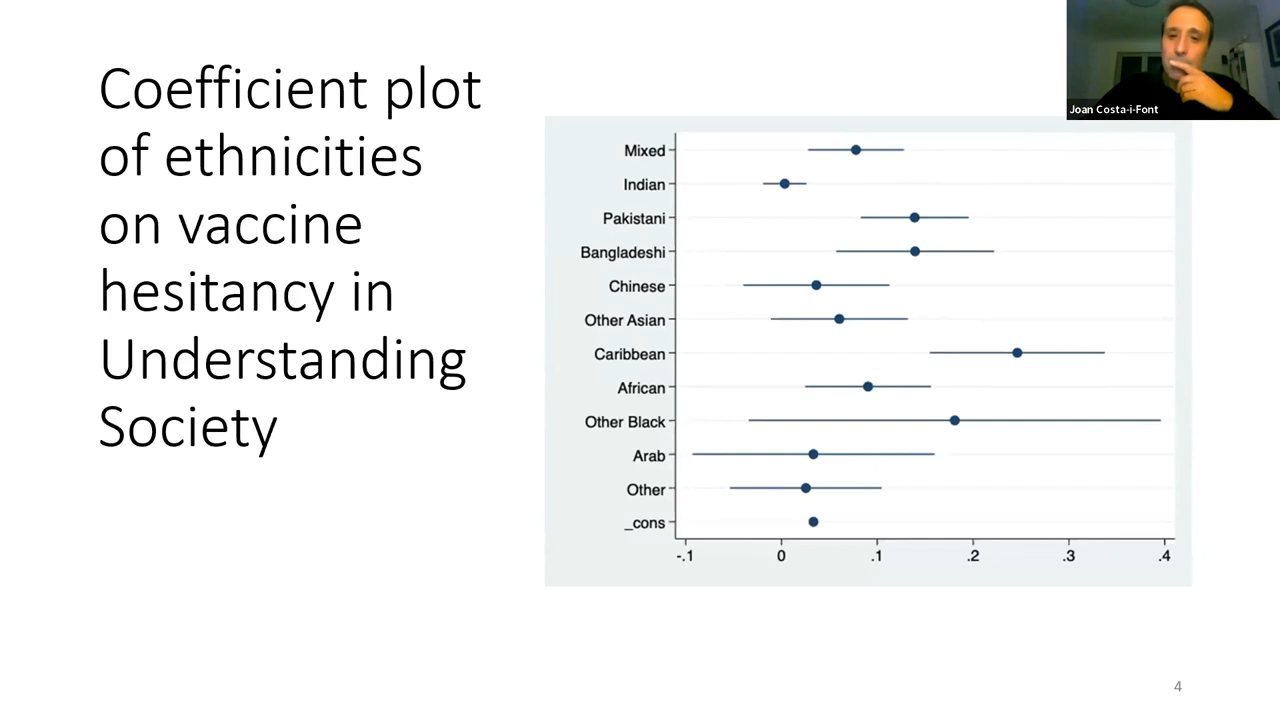 Coefficient plot
of ethnicities
on vaccine
hesitancy in
Understanding
Society
Joan Costa-i-Font
Mixed
Indian
Pakistani
Bangladeshi
Chinese
Other Asian
Caribbean
African
Other Black
Arab
Other
_cons
-.1 0 .1 .2 .3 .4
4